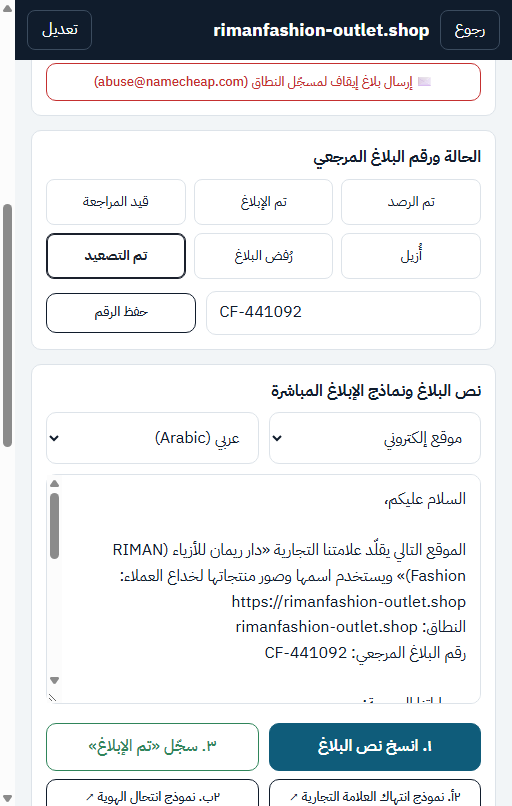 رجوع
rimanfashion-outlet.shop
تعديل
إرسال بلاغ إيقاف لمسجّل النطاق (abuse@namecheap.com)
الحالة ورقم البلاغ المرجعي
تم الرصد
تم الإبلاغ
قيد المراجعة
أُزيل
رُفض البلاغ
تم التصعيد
CF-441092
حفظ الرقم
نص البلاغ ونماذج الإبلاغ المباشرة
موقع إلكتروني
عربي (Arabic)
السلام عليكم،
الموقع التالي يقلّد علامتنا التجارية «دار ريمان للأزياء (RIMAN
Fashion)» ويستخدم اسمها وصور منتجاتها لخداع العملاء:
https://rimanfashion-outlet.shop
النطاق: rimanfashion-outlet.shop
رقم البلاغ المرجعي: CF-441092
١. انسخ نص البلاغ
٣. سجّل «تم الإبلاغ»
٢أ. نموذج انتهاك العلامة التجارية ↗
٢ب. نموذج انتحال الهوية ↗